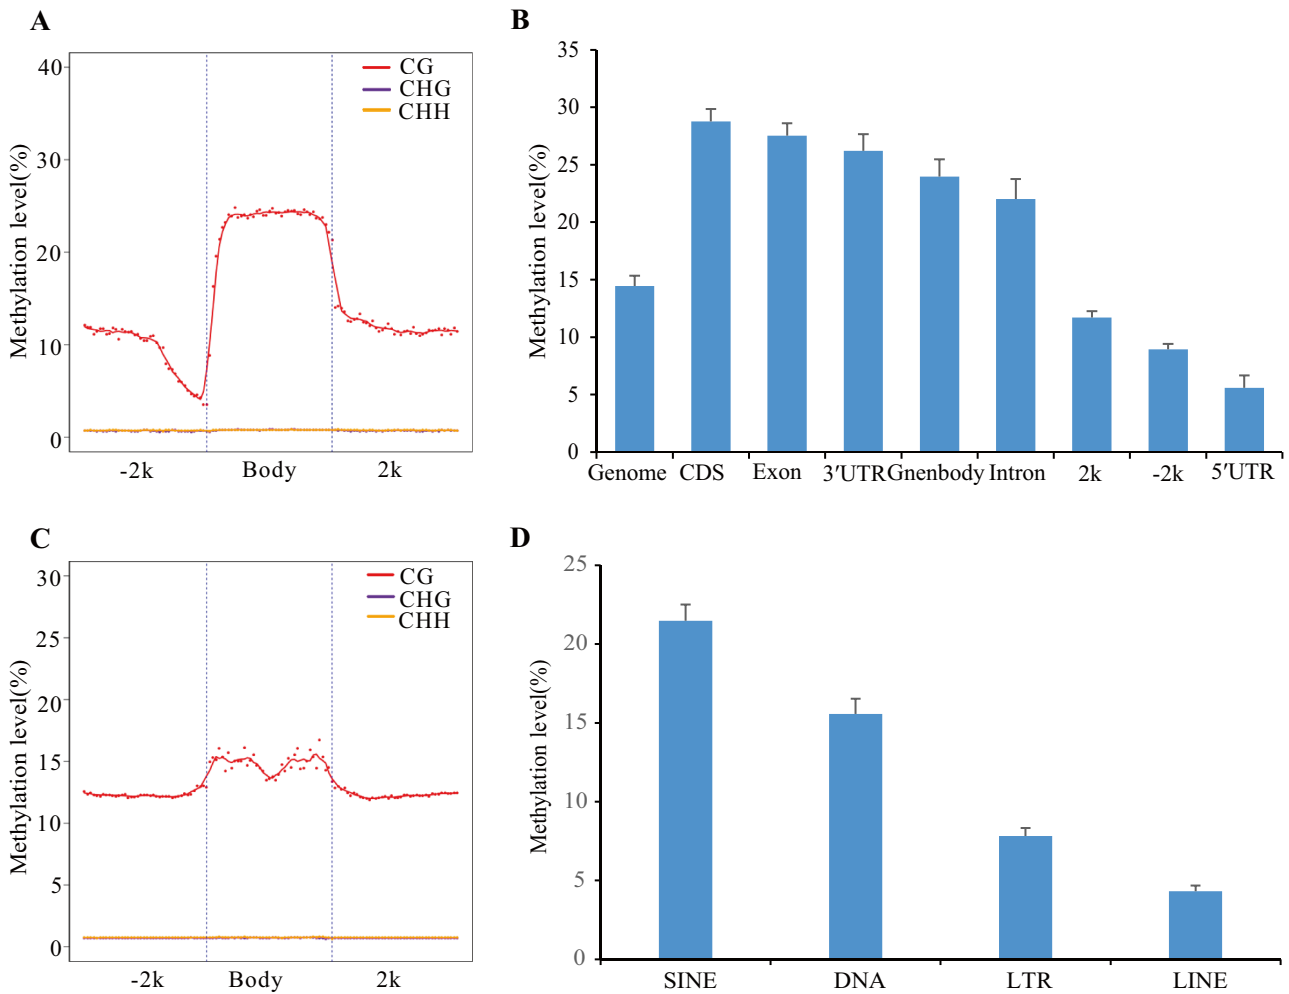 A
40
30
20
10
0
Methylation level(%)
CG
CHG
CHH
-2k
Body
2k
B
35
30
25
20
15
10
5
0
Methylation level(%)
Genome
CDS
Exon
3'UTR
Gnenbody
Intron
2k
-2k
5'UTR
C
30
25
20
15
10
5
0
Methylation level(%)
CG
CHG
CHH
-2k
Body
2k
D
25
20
15
10
5
0
Methylation level(%)
SINE
DNA
LTR
LINE